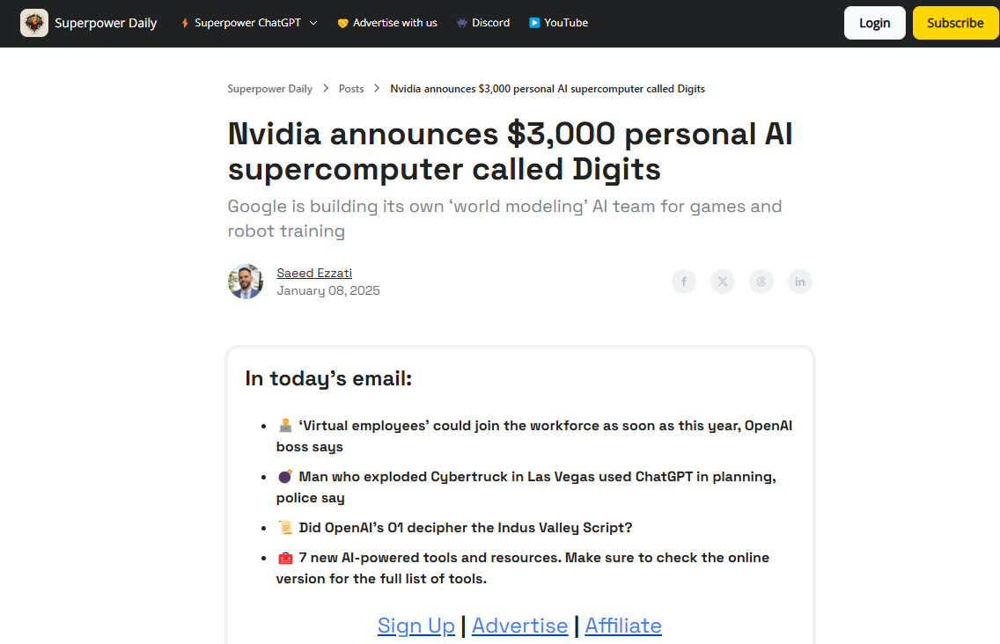 Superpower Daily
Superpower ChatGPT
Advertise with us
Discord
YouTube
Login
Subscribe
Superpower Daily > Posts > Nvidia announces $3,000 personal AI supercomputer called Digits
Nvidia announces $3,000 personal AI
supercomputer called Digits
Google is building its own ‘world modeling’ AI team for games and
robot training
Saeed Ezzati
January 08, 2025
In today’s email:
• 👨‍💻 ‘Virtual employees’ could join the workforce as soon as this year, OpenAI
boss says
• 💣 Man who exploded Cybertruck in Las Vegas used ChatGPT in planning,
police say
• 📜 Did OpenAI’s O1 decipher the Indus Valley Script?
• 🧰 7 new AI-powered tools and resources. Make sure to check the online
version for the full list of tools.
Sign Up | Advertise | Affiliate